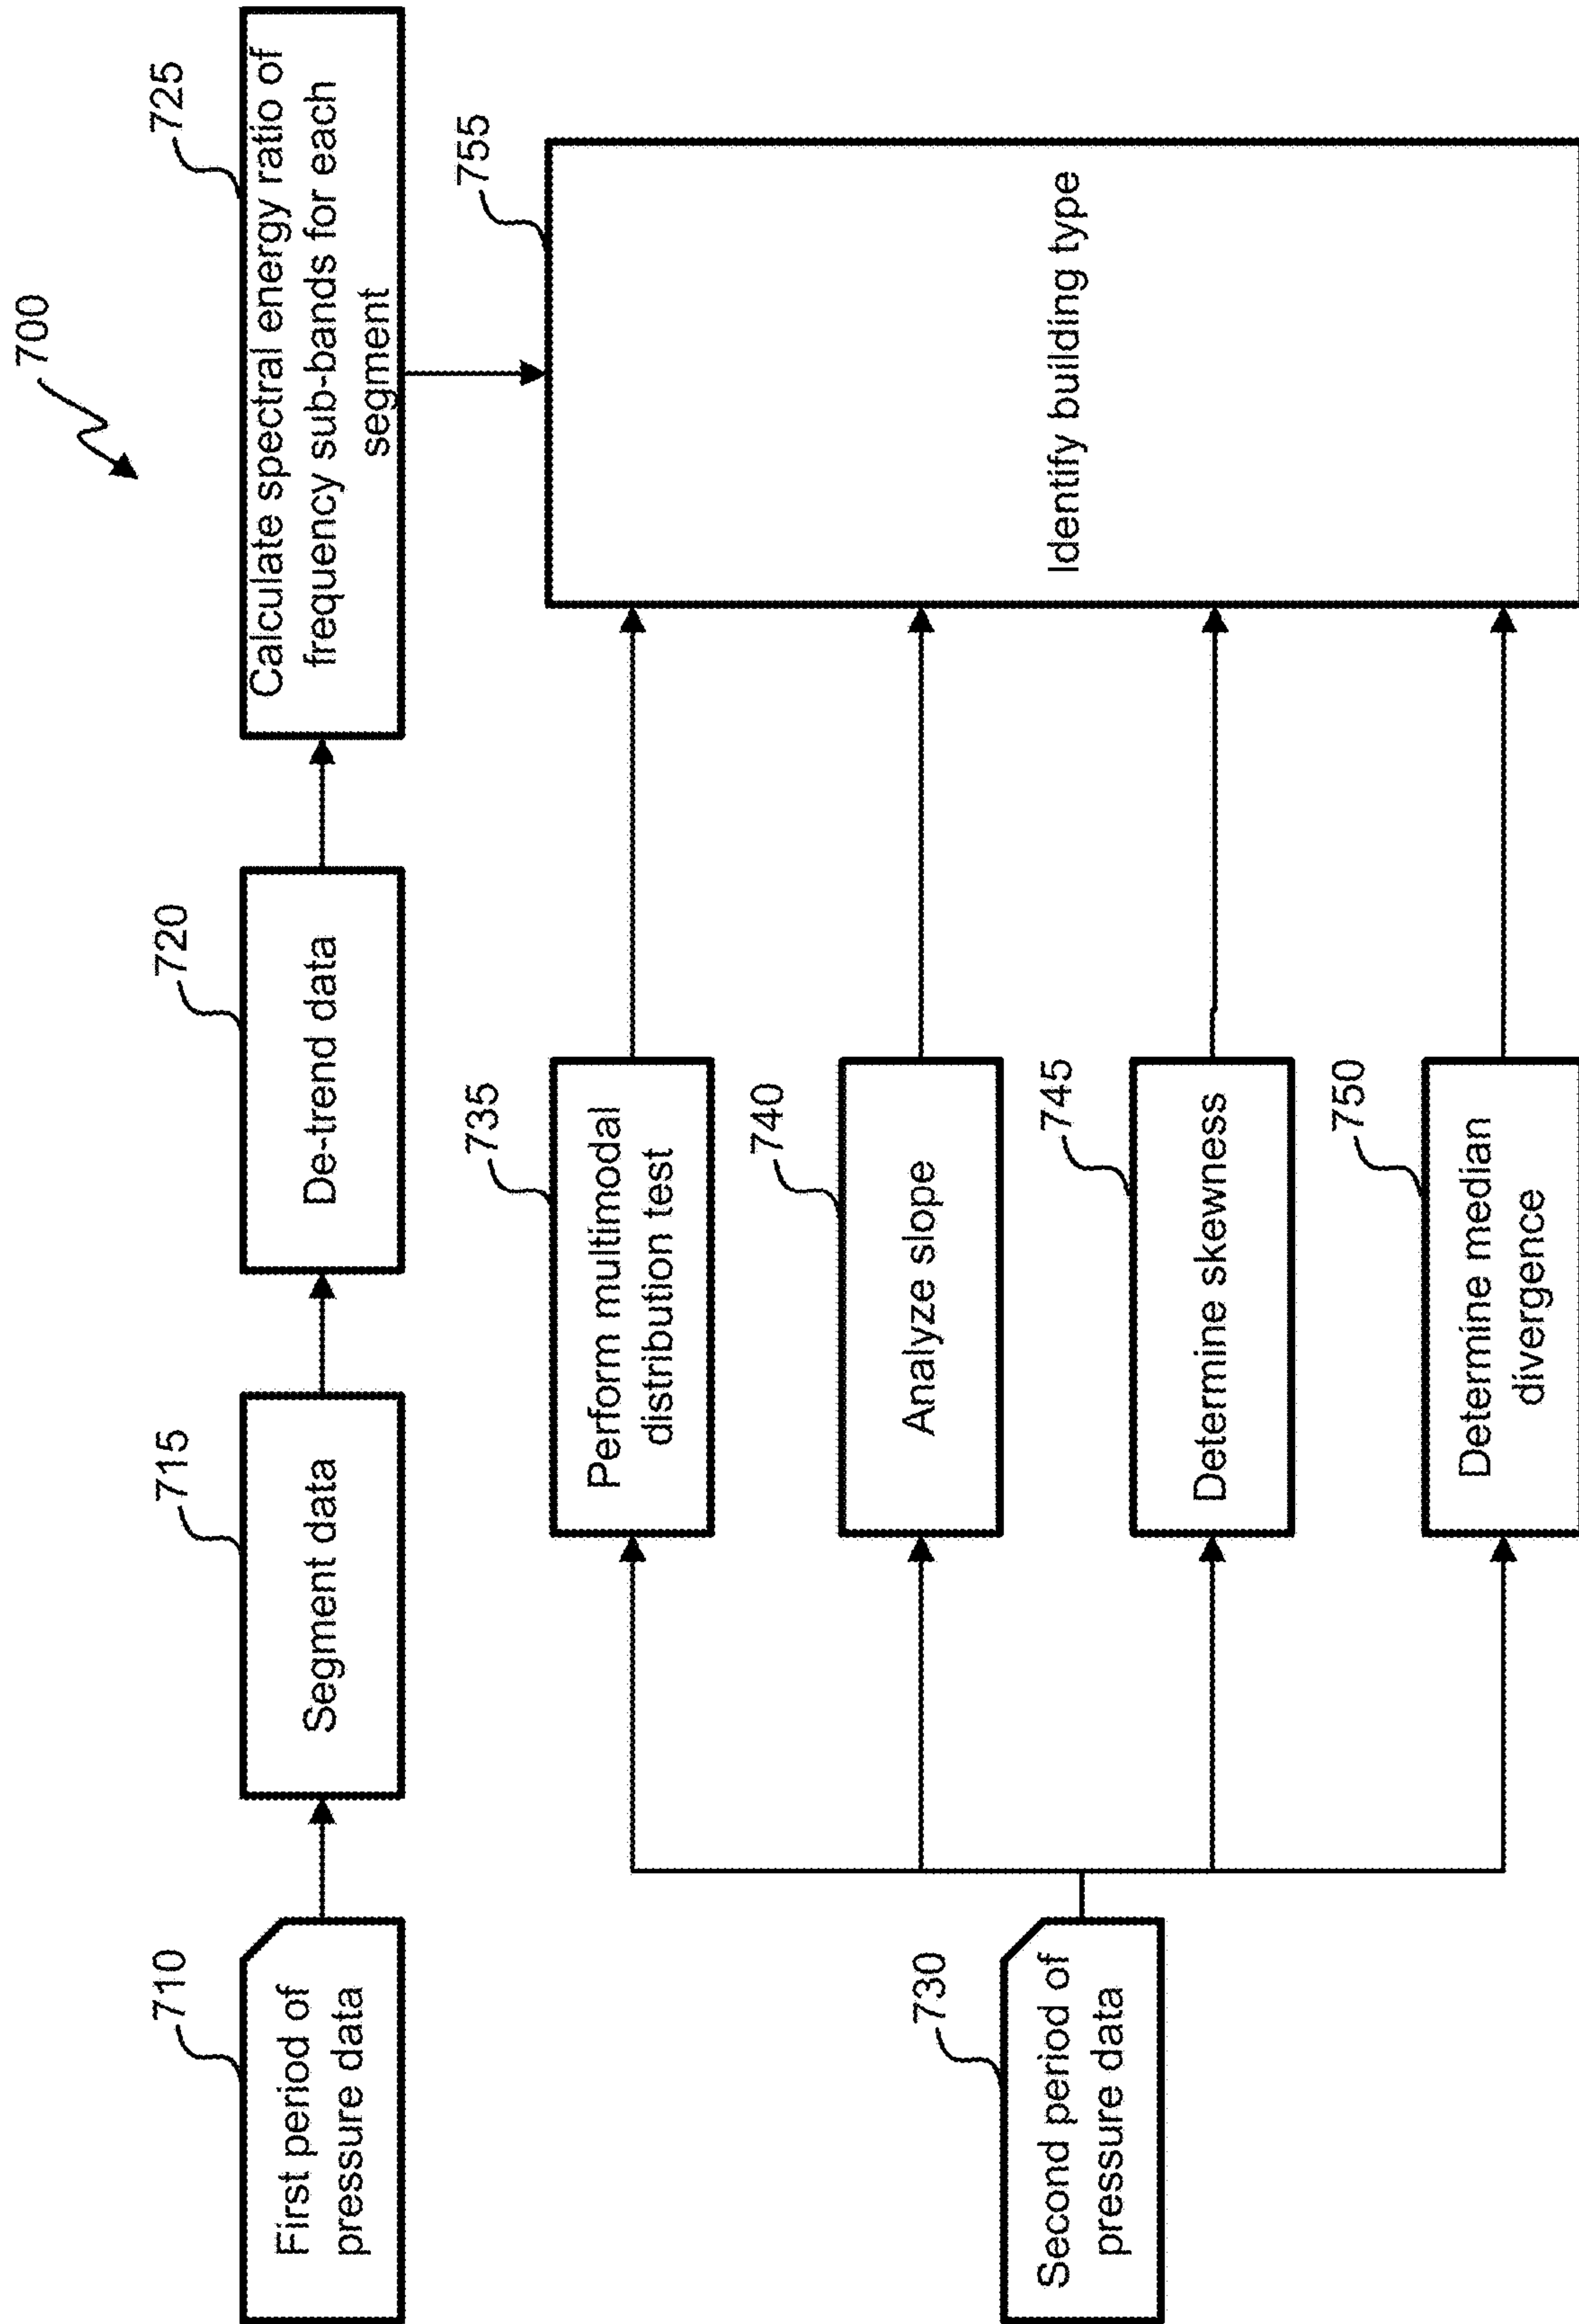 700
710
First period of
pressure data
715
Segment data
720
De-trend data
725
Calculate spectral energy ratio of
frequency sub-bands for each
segment
730
Second period of
pressure data
735
Perform multimodal
distribution test
740
Analyze slope
745
Determine skewness
750
Determine median
divergence
755
Identify building type